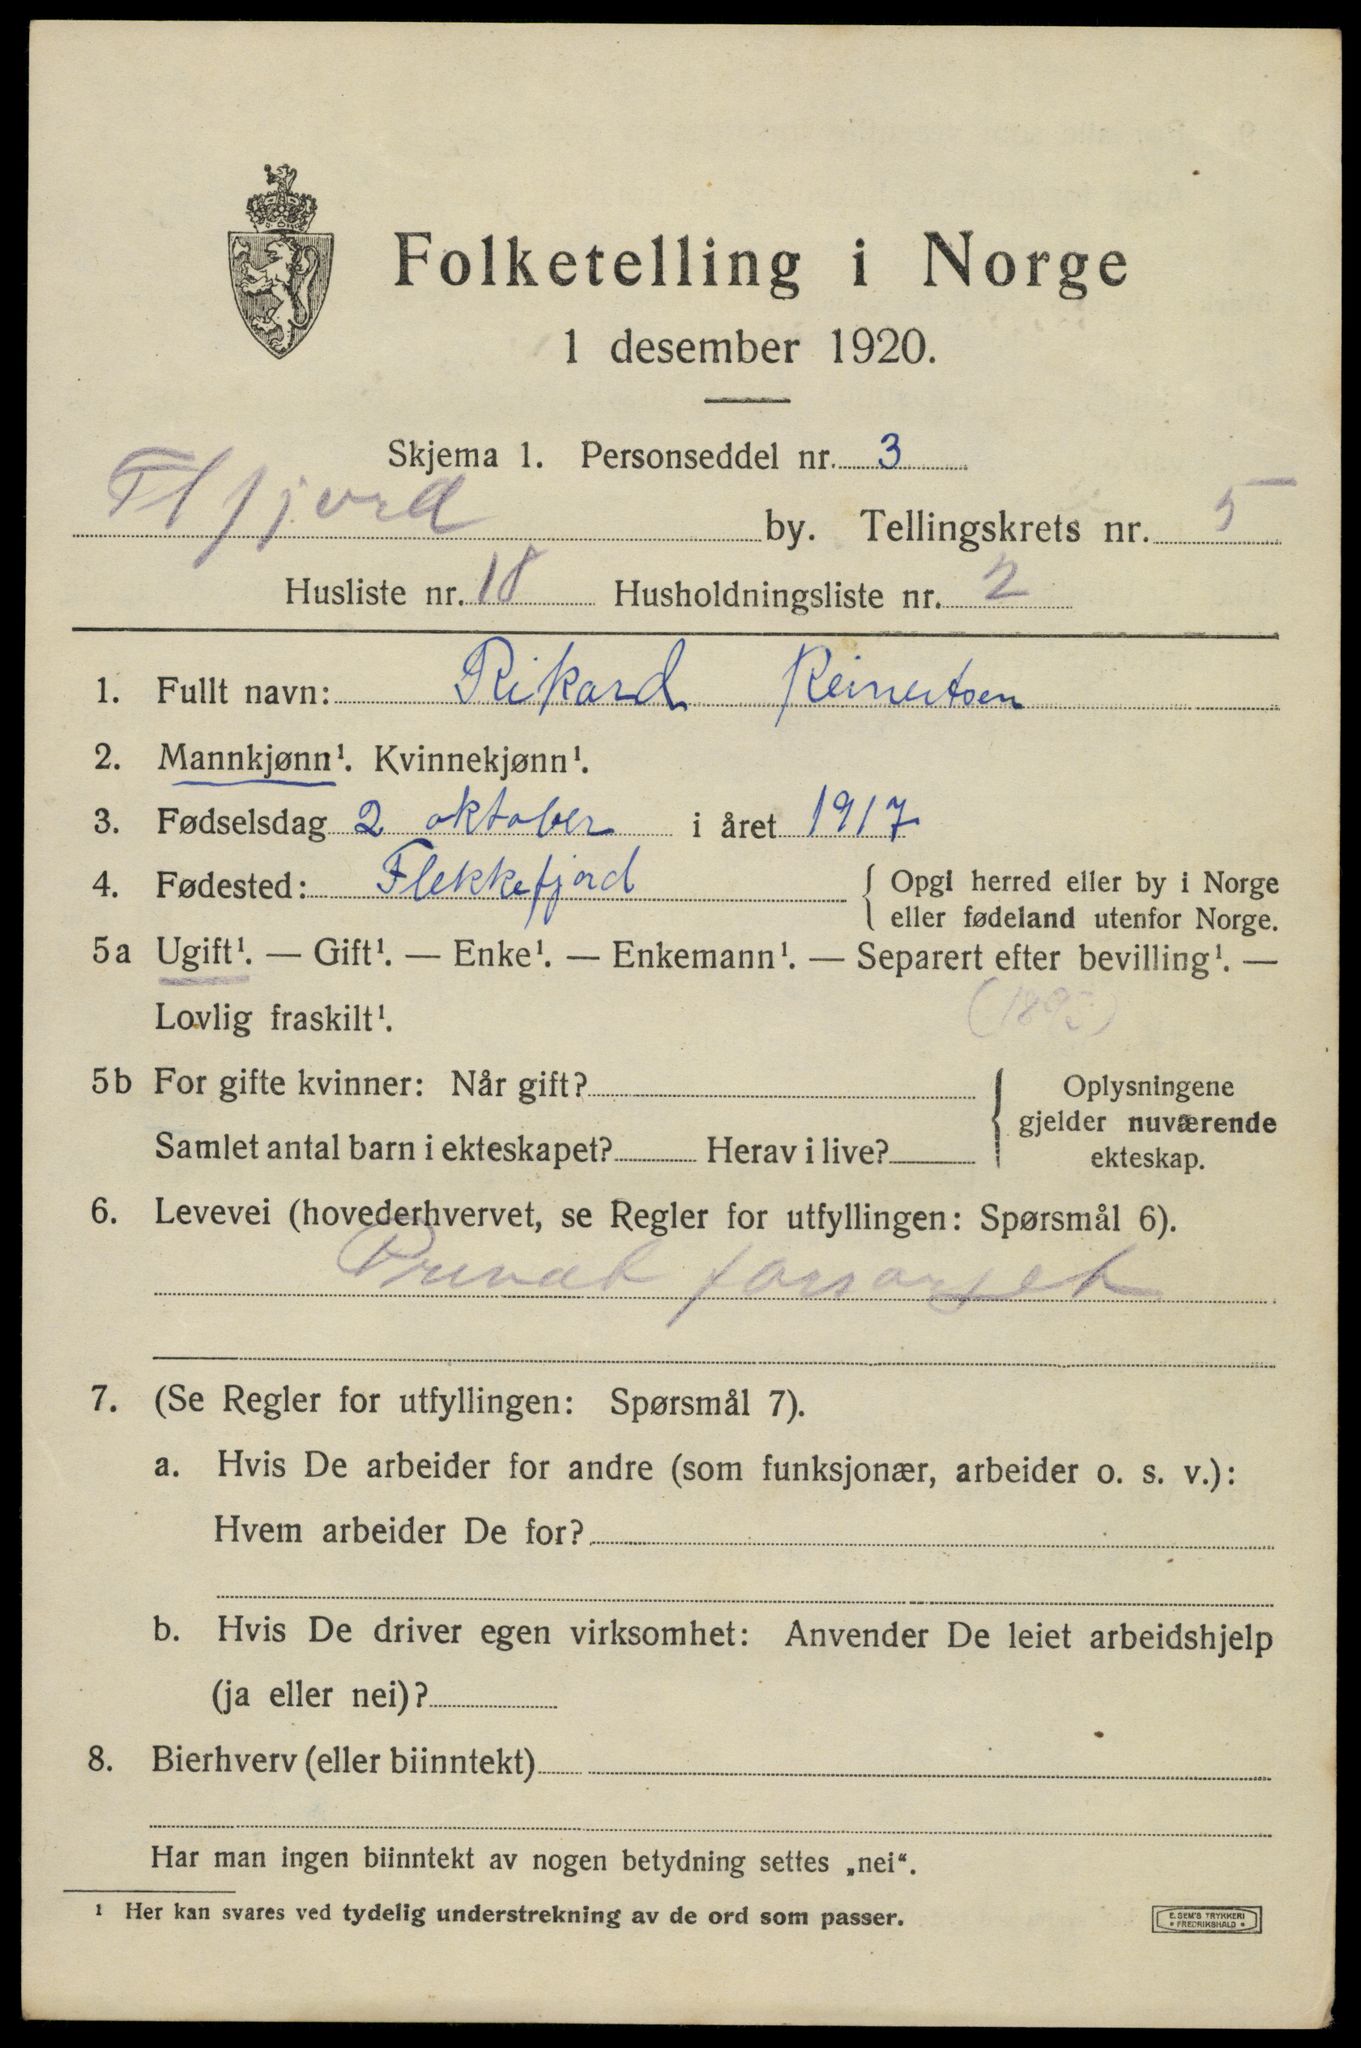 Folketelling i Norge
1 desember 1920.
Skjema 1. Personseddel nr. 3
Flfjord by. Tellingskrets nr. 5
Husliste nr. 18 Husholdningsliste nr. 2
1. Fullt navn: Rikard Reinertsen
2. Mannkjønn¹. Kvinnekjønn¹.
3. Fødselsdag 2 oktober i året 1917
4. Fødested: Flekkefjord { Opgi herred eller by i Norge
eller fødeland utenfor Norge.
5a Ugift¹. — Gift¹. — Enke¹. — Enkemann¹. — Separert efter bevilling¹. —
Lovlig fraskilt¹. (1893)
5b For gifte kvinner: Når gift? { Oplysningene
gjelder nuværende
Samlet antal barn i ekteskapet? Herav i live?
ekteskap.
6. Levevei (hovederhvervet, se Regler for utfyllingen: Spørsmål 6).
Privat forsørget
7. (Se Regler for utfyllingen: Spørsmål 7).
a. Hvis De arbeider for andre (som funksjonær, arbeider o. s. v.):
Hvem arbeider De for?
b. Hvis De driver egen virksomhet: Anvender De leiet arbeidshjelp
(ja eller nei)?
8. Bierhverv (eller biinntekt)
Har man ingen biinntekt av nogen betydning settes „nei“.
¹ Her kan svares ved tydelig understrekning av de ord som passer.
E. SEM'S TRYKKERI
* FREDRIKSHALD *